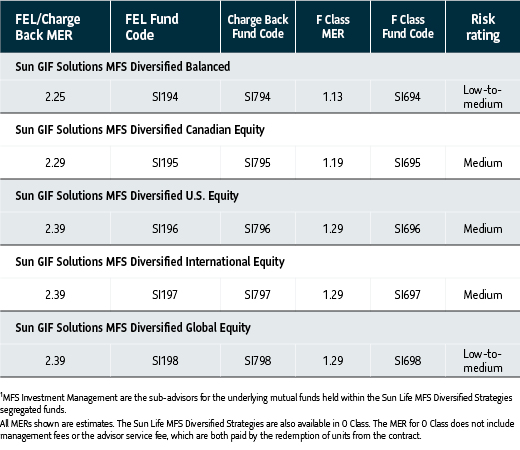 FEL/Charge Back MER FEL Fund Code Charge Back Fund Code F Class MER F Class Fund Code Risk rating
Sun GIF Solutions MFS Diversified Balanced
2.25 SI194 SI794 1.13 SI694 Low-to-medium
Sun GIF Solutions MFS Diversified Canadian Equity
2.29 SI195 SI795 1.19 SI695 Medium
Sun GIF Solutions MFS Diversified U.S. Equity
2.39 SI196 SI796 1.29 SI696 Medium
Sun GIF Solutions MFS Diversified International Equity
2.39 SI197 SI797 1.29 SI697 Medium
Sun GIF Solutions MFS Diversified Global Equity
2.39 SI198 SI798 1.29 SI698 Low-to-medium
¹MFS Investment Management are the sub-advisors for the underlying mutual funds held within the Sun Life MFS Diversified Strategies
segregated funds.
All MERs shown are estimates. The Sun Life MFS Diversified Strategies are also available in O Class. The MER for O Class does not include
management fees or the advisor service fee, which are both paid by the redemption of units from the contract.